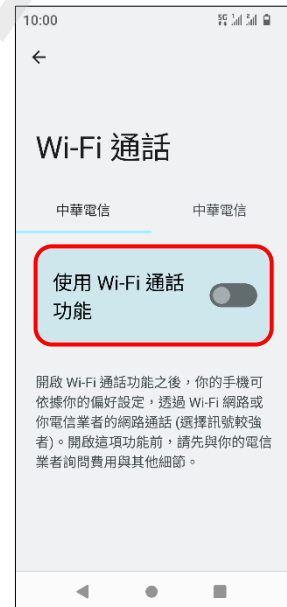 10:00
5G
Wi-Fi 通話
中華電信 中華電信
使用 Wi-Fi 通話
功能
開啟 Wi-Fi 通話功能之後，你的手機可
依據你的偏好設定，透過 Wi-Fi 網路或
你電信業者的網路通話 (選擇訊號較強
者)。開啟這項功能前，請先與你的電信
業者詢問費用與其他細節。